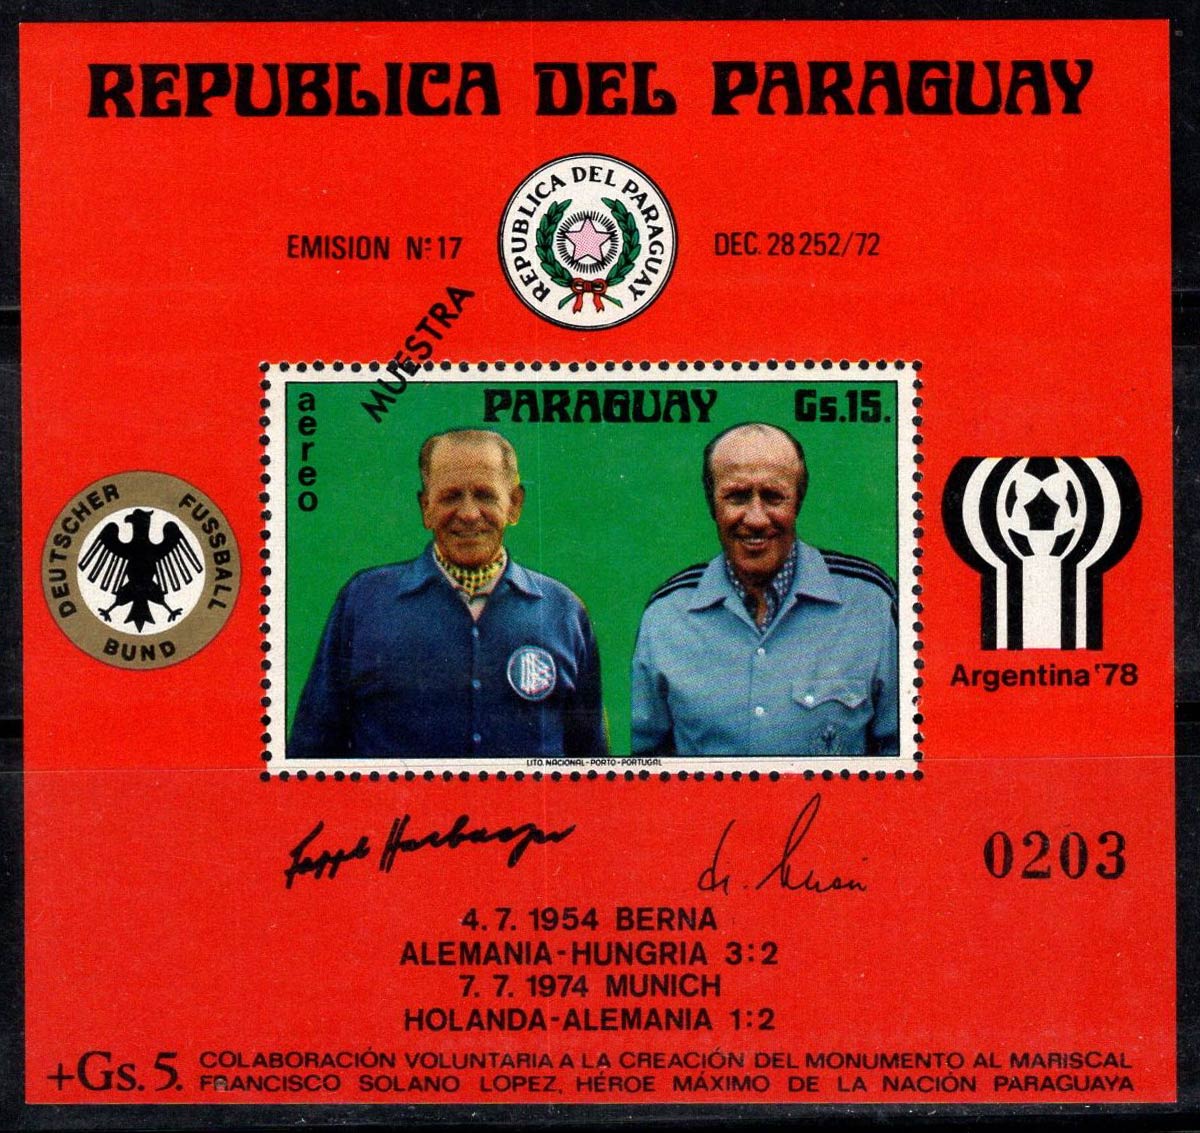 REPUBLICA DEL PARAGUAY
REPUBLICA DEL PARAGUAY
EMISION Nº 17
DEC. 28 252/72
MUESTRA
aereo
PARAGUAY
Gs.15.
DEUTSCHER FUSSBALL
BUND
Argentina '78
LITO. NACIONAL-PORTO-PORTUGAL
0203
4. 7. 1954 BERNA
ALEMANIA-HUNGRIA 3:2
7. 7. 1974 MUNICH
HOLANDA-ALEMANIA 1:2
+Gs. 5. COLABORACIÓN VOLUNTARIA A LA CREACIÓN DEL MONUMENTO AL MARISCAL
FRANCISCO SOLANO LOPEZ, HÉROE MÁXIMO DE LA NACIÓN PARAGUAYA